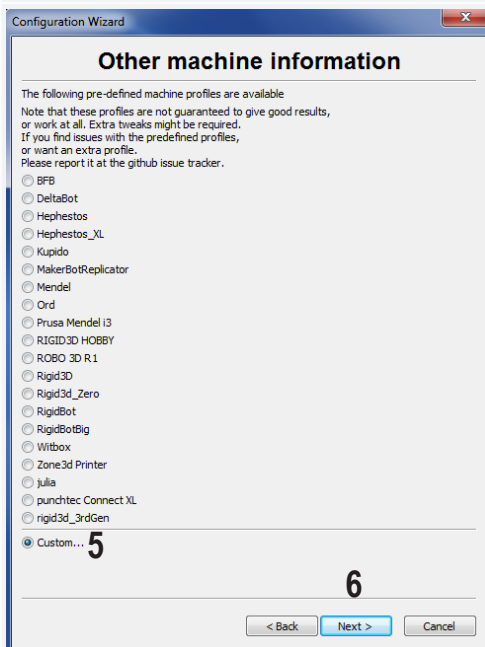 Configuration Wizard
Other machine information
The following pre-defined machine profiles are available
Note that these profiles are not guaranteed to give good results,
or work at all. Extra tweaks might be required.
If you find issues with the predefined profiles,
or want an extra profile.
Please report it at the github issue tracker.
BFB
DeltaBot
Hephestos
Hephestos_XL
Kupido
MakerBotReplicator
Mendel
Ord
Prusa Mendel i3
RIGID3D HOBBY
ROBO 3D R1
Rigid3D
Rigid3d_Zero
RigidBot
RigidBotBig
Witbox
Zone3d Printer
julia
punchtec Connect XL
rigid3d_3rdGen
Custom... 5
6
< Back Next > Cancel